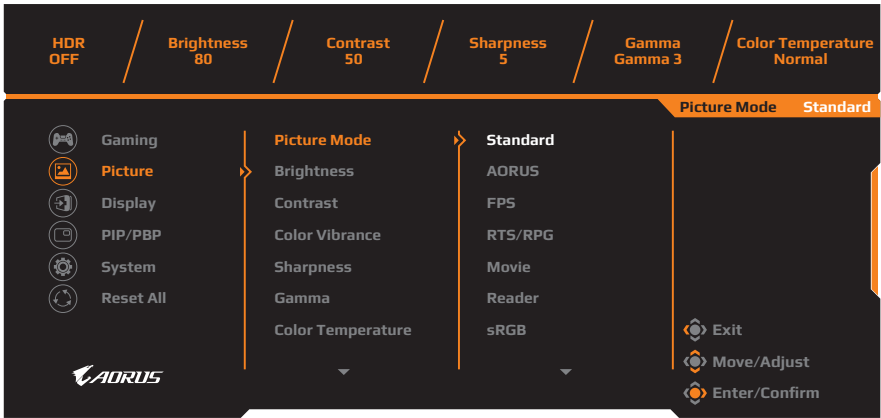 HDR Brightness Contrast Sharpness Gamma Color Temperature
OFF 80 50 5 Gamma 3 Normal
Picture Mode Standard
Gaming Picture Mode Standard
Picture Brightness AORUS
Display Contrast FPS
PIP/PBP Color Vibrance RTS/RPG
System Sharpness Movie
Reset All Gamma Reader
Color Temperature sRGB
Exit
Move/Adjust
Enter/Confirm
AORUS